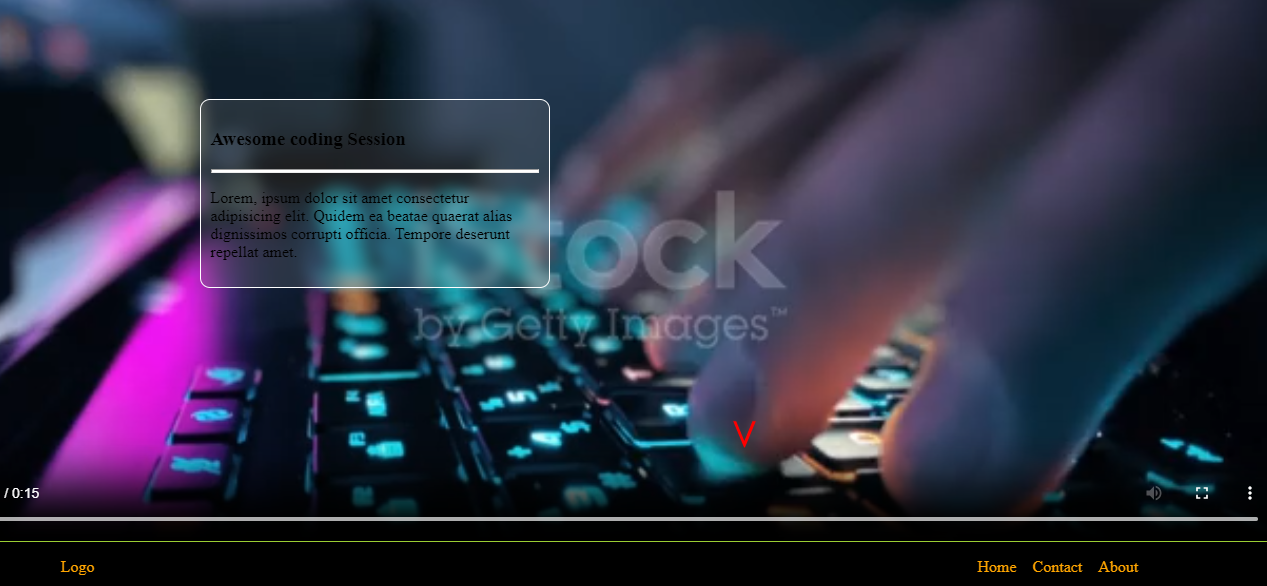 Awesome coding Session
Lorem, ipsum dolor sit amet consectetur
adipisicing elit. Quidem ea beatae quaerat alias
dignissimos corrupti officia. Tempore deserunt
repellat amet.
iStock
by Getty Images™
V
/ 0:15
Logo Home Contact About